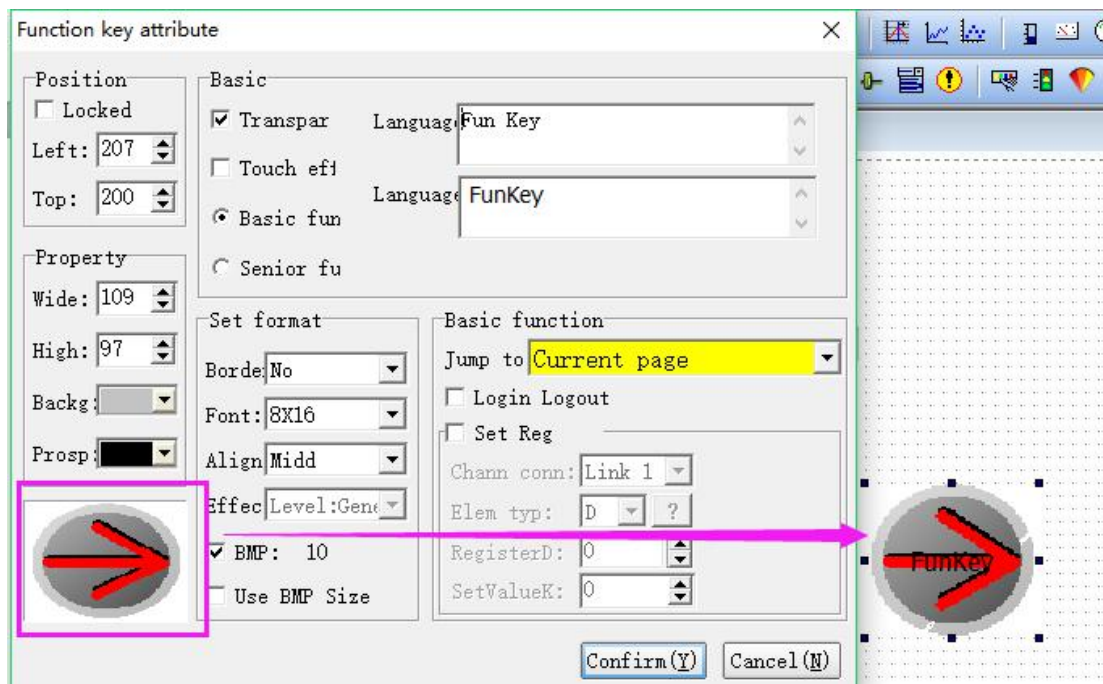 Function key attribute
Position
Locked
Left: 207
Top: 200
Basic
Transpar
Touch eff
Basic fun
Senior fu
Language Fun Key
Language FunKey
Property
Wide: 109
High: 97
Backg:
Prosp:
Set format
Borde: No
Font: 8X16
Align Midd
Effec Level:Gene
BMP: 10
Use BMP Size
Basic function
Jump to Current page
Login Logout
Set Reg
Chann conn: Link 1
Elem typ: D ?
RegisterD: 0
SetValueK: 0
Confirm(Y) Cancel(N)
FunKey